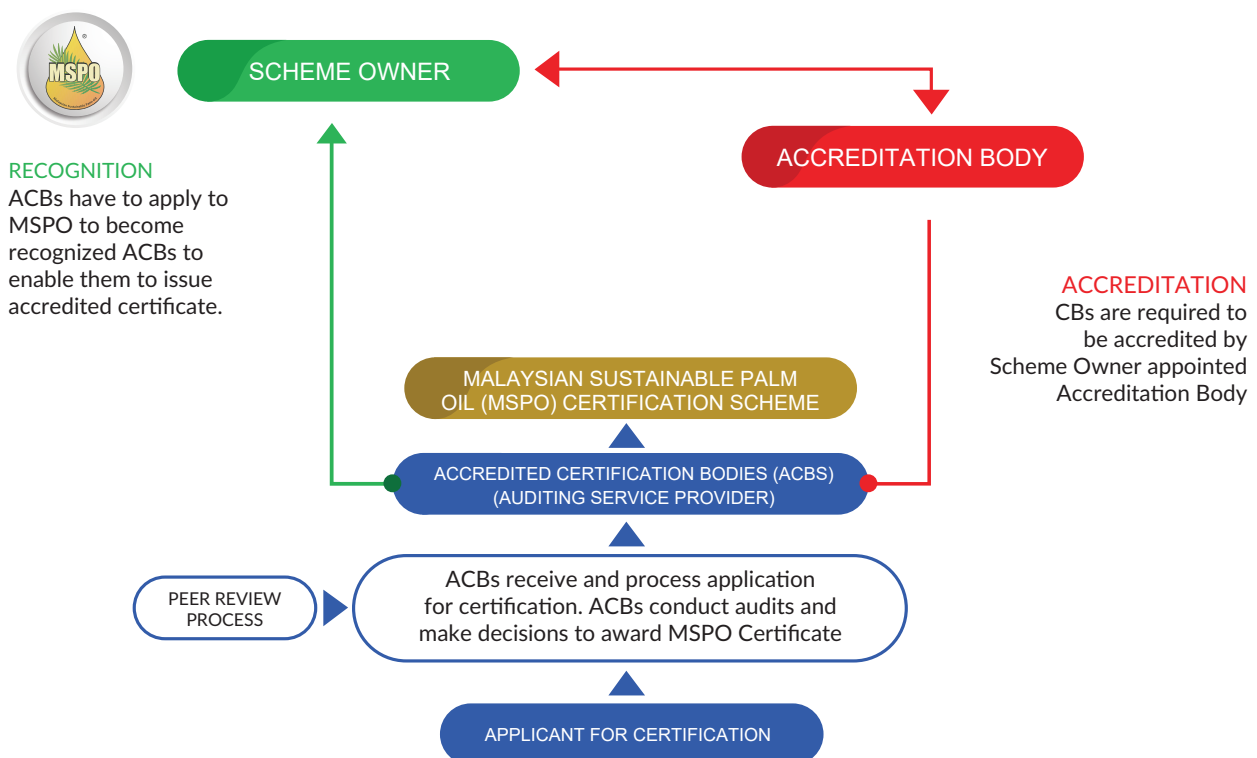 MSPO
SCHEME OWNER
ACCREDITATION BODY
RECOGNITION
ACBs have to apply to
MSPO to become
recognized ACBs to
enable them to issue
accredited certificate.
ACCREDITATION
CBs are required to
be accredited by
Scheme Owner appointed
Accreditation Body
MALAYSIAN SUSTAINABLE PALM
OIL (MSPO) CERTIFICATION SCHEME
ACCREDITED CERTIFICATION BODIES (ACBS)
(AUDITING SERVICE PROVIDER)
PEER REVIEW
PROCESS
ACBs receive and process application
for certification. ACBs conduct audits and
make decisions to award MSPO Certificate
APPLICANT FOR CERTIFICATION